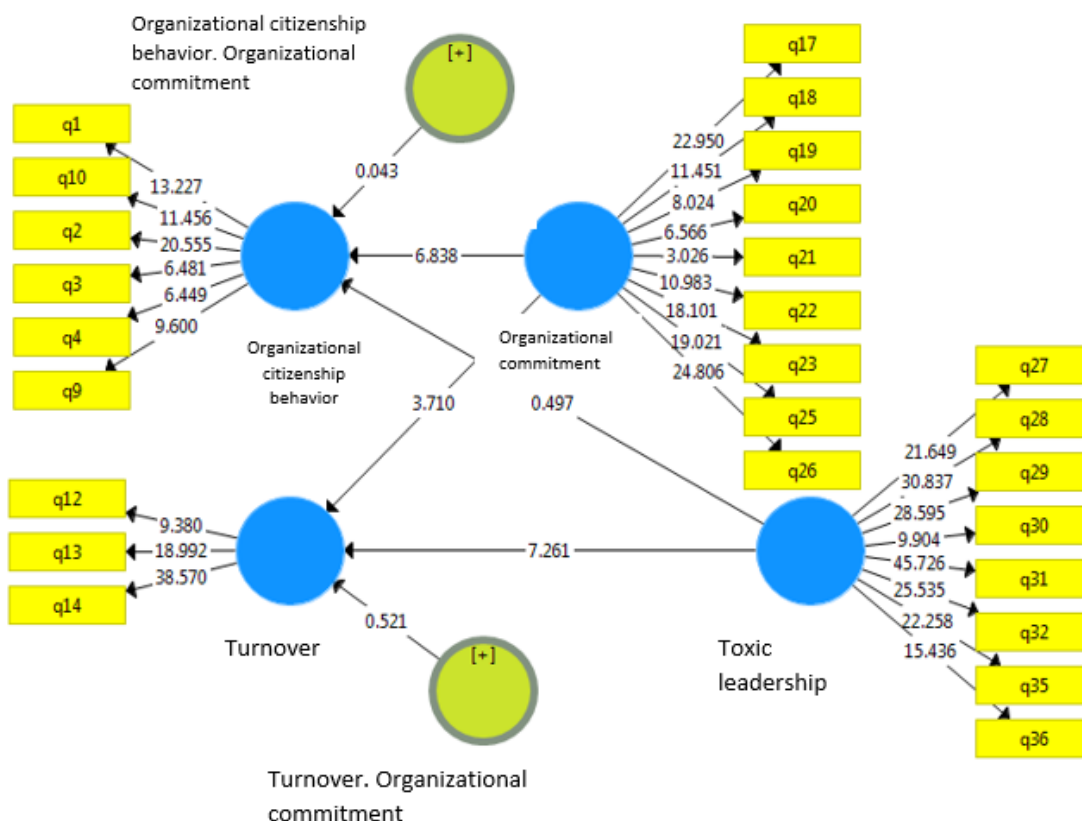 Organizational citizenship
behavior. Organizational
commitment
[+]
q17
q18
q19
q20
q21
q22
q23
q25
q26
22.950
11.451
8.024
6.566
3.026
10.983
18.101
19.021
24.806
q1
q10
q2
q3
q4
q9
13.227
11.456
20.555
6.481
6.449
9.600
0.043
6.838
Organizational
citizenship
behavior
Organizational
commitment
3.710
0.497
q27
q28
q29
q30
q31
q32
q35
q36
21.649
30.837
28.595
9.904
45.726
25.535
22.258
15.436
q12
q13
q14
9.380
18.992
38.570
7.261
0.521
Turnover
[+]
Toxic
leadership
Turnover. Organizational
commitment